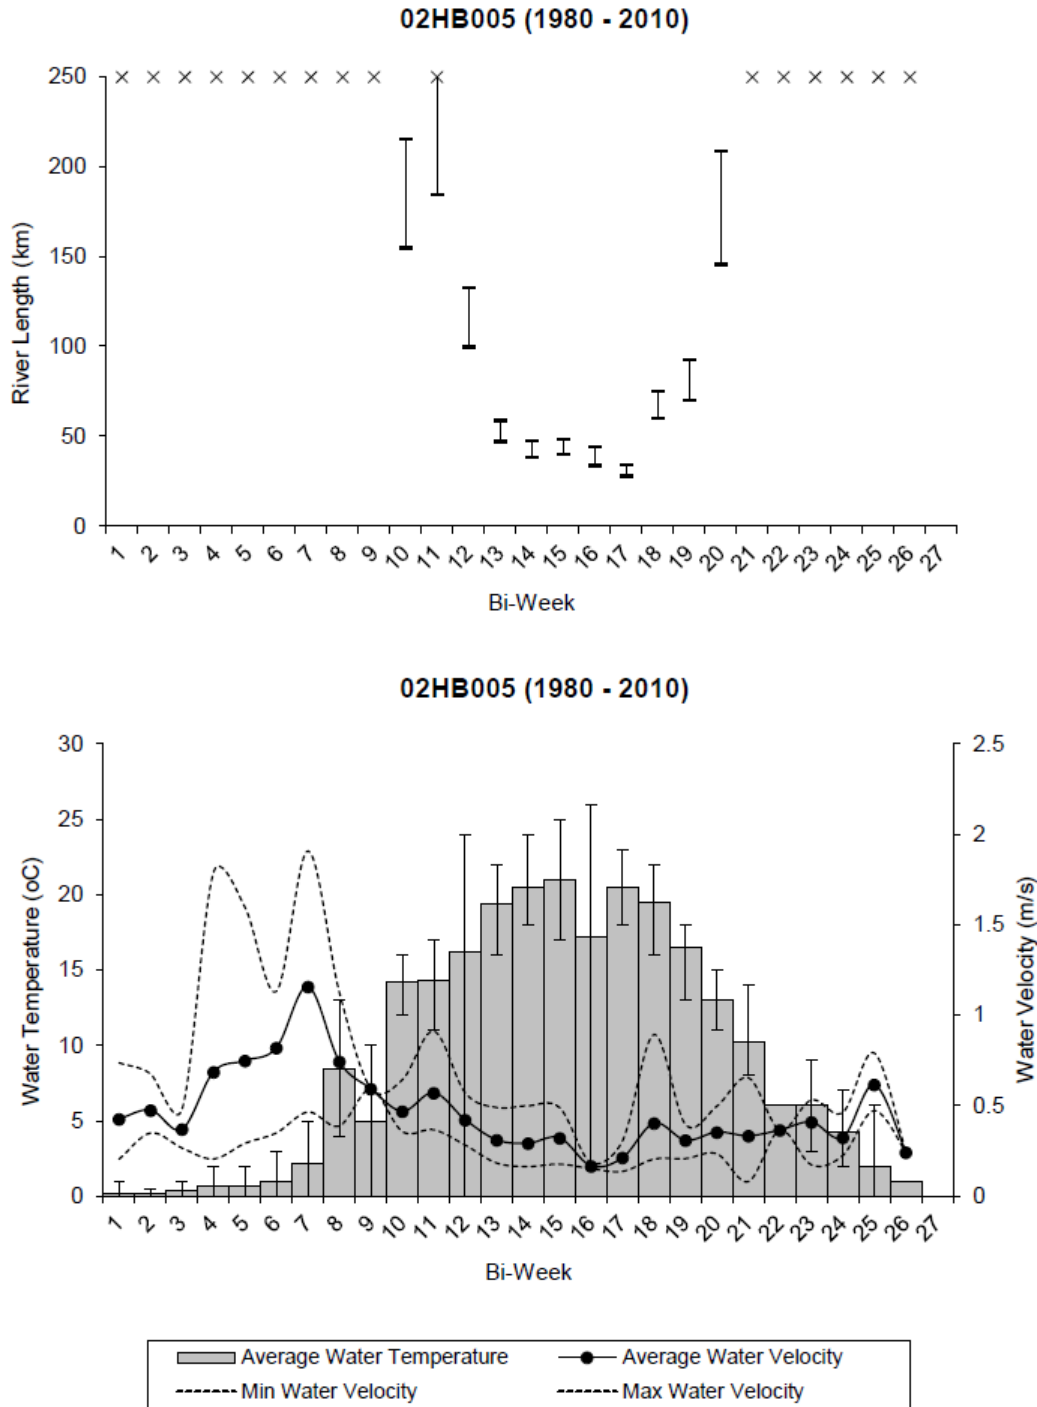 02HB005 (1980 - 2010)
250
200
150
100
50
0
River Length (km)
1 2 3 4 5 6 7 8 9 10 11 12 13 14 15 16 17 18 19 20 21 22 23 24 25 26 27
Bi-Week
02HB005 (1980 - 2010)
30
25
20
15
10
5
0
Water Temperature (oC)
2.5
2
1.5
1
0.5
0
Water Velocity (m/s)
1 2 3 4 5 6 7 8 9 10 11 12 13 14 15 16 17 18 19 20 21 22 23 24 25 26 27
Bi-Week
Average Water Temperature Average Water Velocity
Min Water Velocity Max Water Velocity